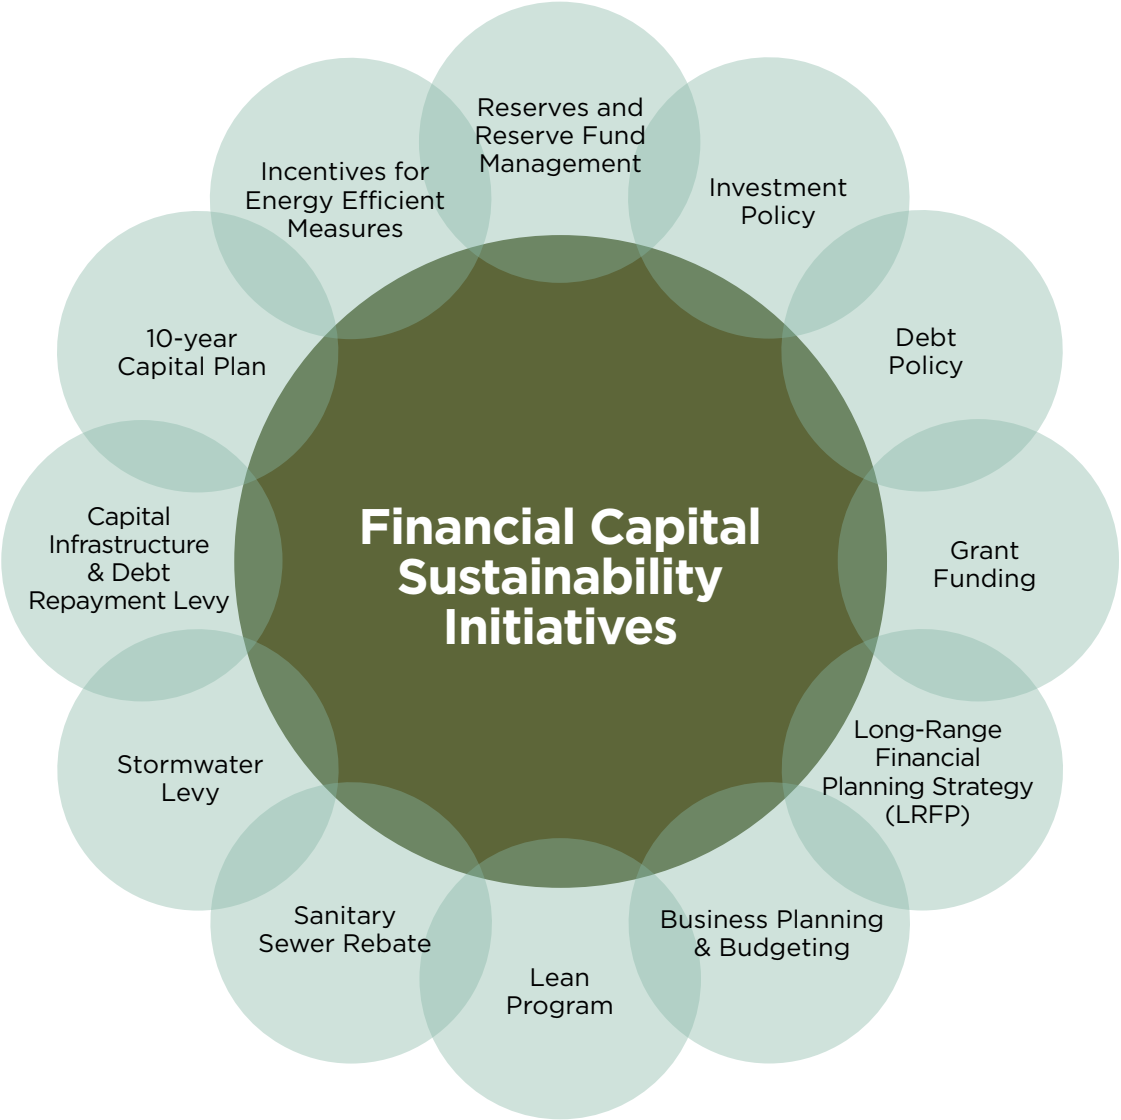 Reserves and
Reserve Fund
Management
Investment
Policy
Debt
Policy
Grant
Funding
Long-Range
Financial
Planning Strategy
(LRFP)
Business Planning
& Budgeting
Lean
Program
Sanitary
Sewer Rebate
Stormwater
Levy
Capital
Infrastructure
& Debt
Repayment Levy
10-year
Capital Plan
Incentives for
Energy Efficient
Measures
Financial Capital
Sustainability
Initiatives